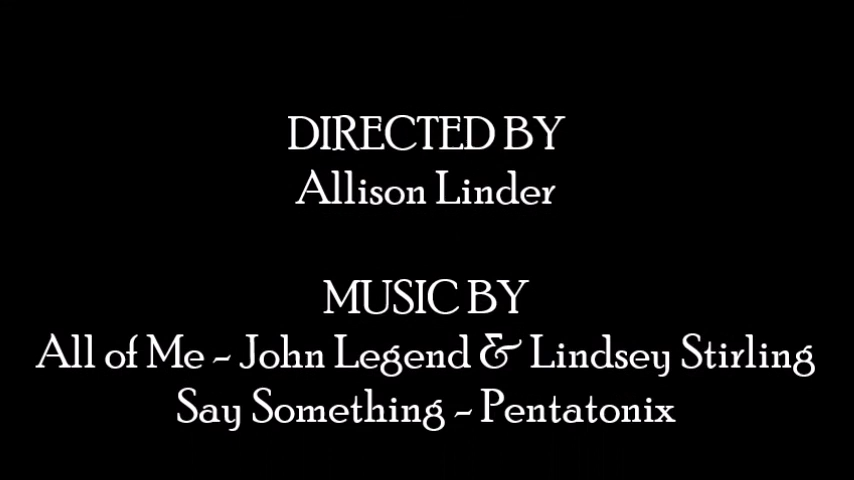 DIRECTED BY
Allison Linder
MUSIC BY
All of Me - John Legend & Lindsey Stirling
Say Something - Pentatonix